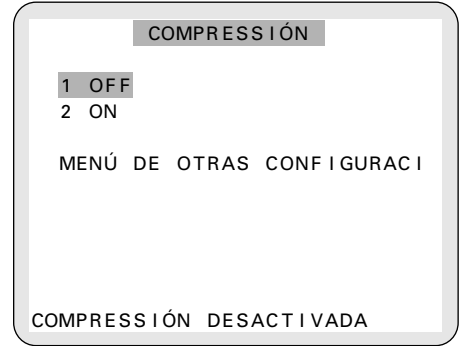 COMPRESSIÓN
1 OFF
2 ON
MENÚ DE OTRAS CONFIGURACI
COMPRESSIÓN DESACTIVADA